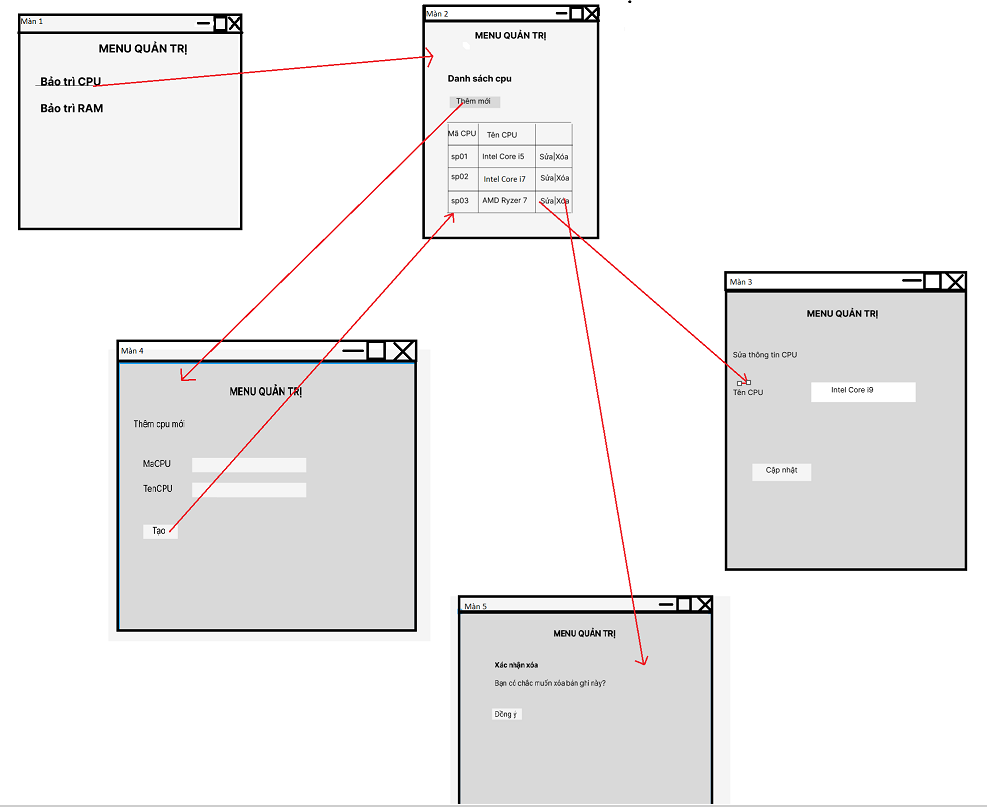 Màn 1
MENU QUẢN TRỊ
Bảo trì CPU
Bảo trì RAM
Màn 2
MENU QUẢN TRỊ
Danh sách cpu
Thêm mới
Mã CPU Tên CPU
sp01 Intel Core i5 Sửa|Xóa
sp02 Intel Core i7 Sửa|Xóa
sp03 AMD Ryzer 7 Sửa|Xóa
Màn 3
MENU QUẢN TRỊ
Sửa thông tin CPU
Tên CPU Intel Core i9
Cập nhật
Màn 4
MENU QUẢN TRỊ
Thêm cpu mới
MaCPU
TenCPU
Tạo
Màn 5
MENU QUẢN TRỊ
Xác nhận xóa
Bạn có chắc muốn xóa bản ghi này?
Đồng ý